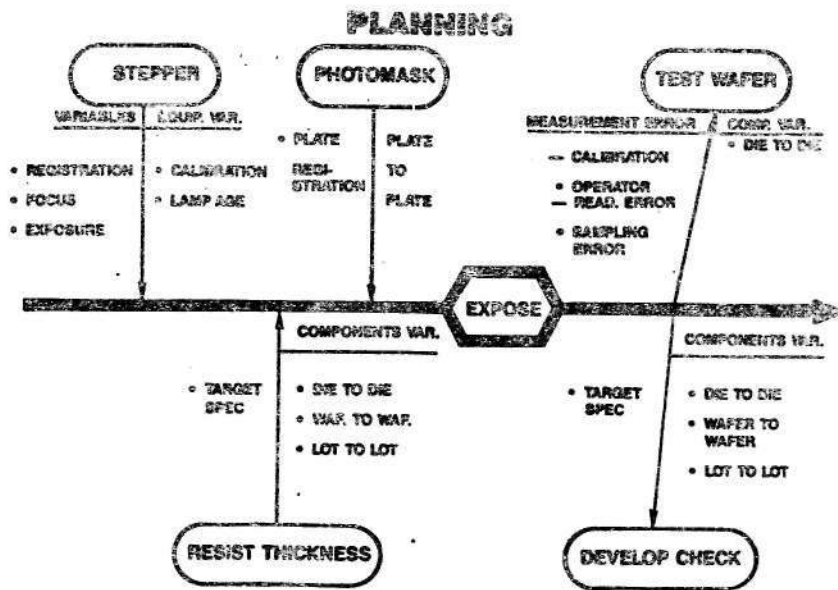 PLANNING
STEPPER
VARIABLES
EQUIP. VAR.
• REGISTRATION
• FOCUS
• EXPOSURE
• CALIBRATION
• LAMP AGE
PHOTOMASK
• PLATE
REGI-
STRATION
PLATE
TO
PLATE
TEST WAFER
MEASUREMENT ERROR
COMP. VAR.
• DIE TO DIE
— CALIBRATION
• OPERATOR
— READ. ERROR
• SAMPLING
ERROR
EXPOSE
COMPONENTS VAR.
• TARGET
SPEC
• DIE TO DIE
• WAF. TO WAF.
• LOT TO LOT
RESIST THICKNESS
COMPONENTS VAR.
• TARGET
SPEC
• DIE TO DIE
• WAFER TO
WAFER
• LOT TO LOT
DEVELOP CHECK